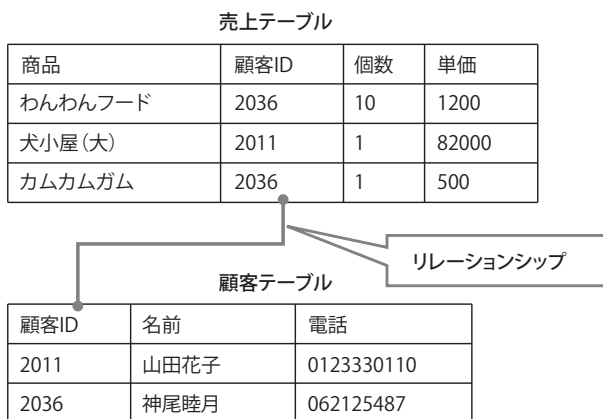 売上テーブル
商品 顧客ID 個数 単価
わんわんフード 2036 10 1200
犬小屋（大） 2011 1 82000
カムカムガム 2036 1 500
リレーションシップ
顧客テーブル
顧客ID 名前 電話
2011 山田花子 0123330110
2036 神尾睦月 062125487